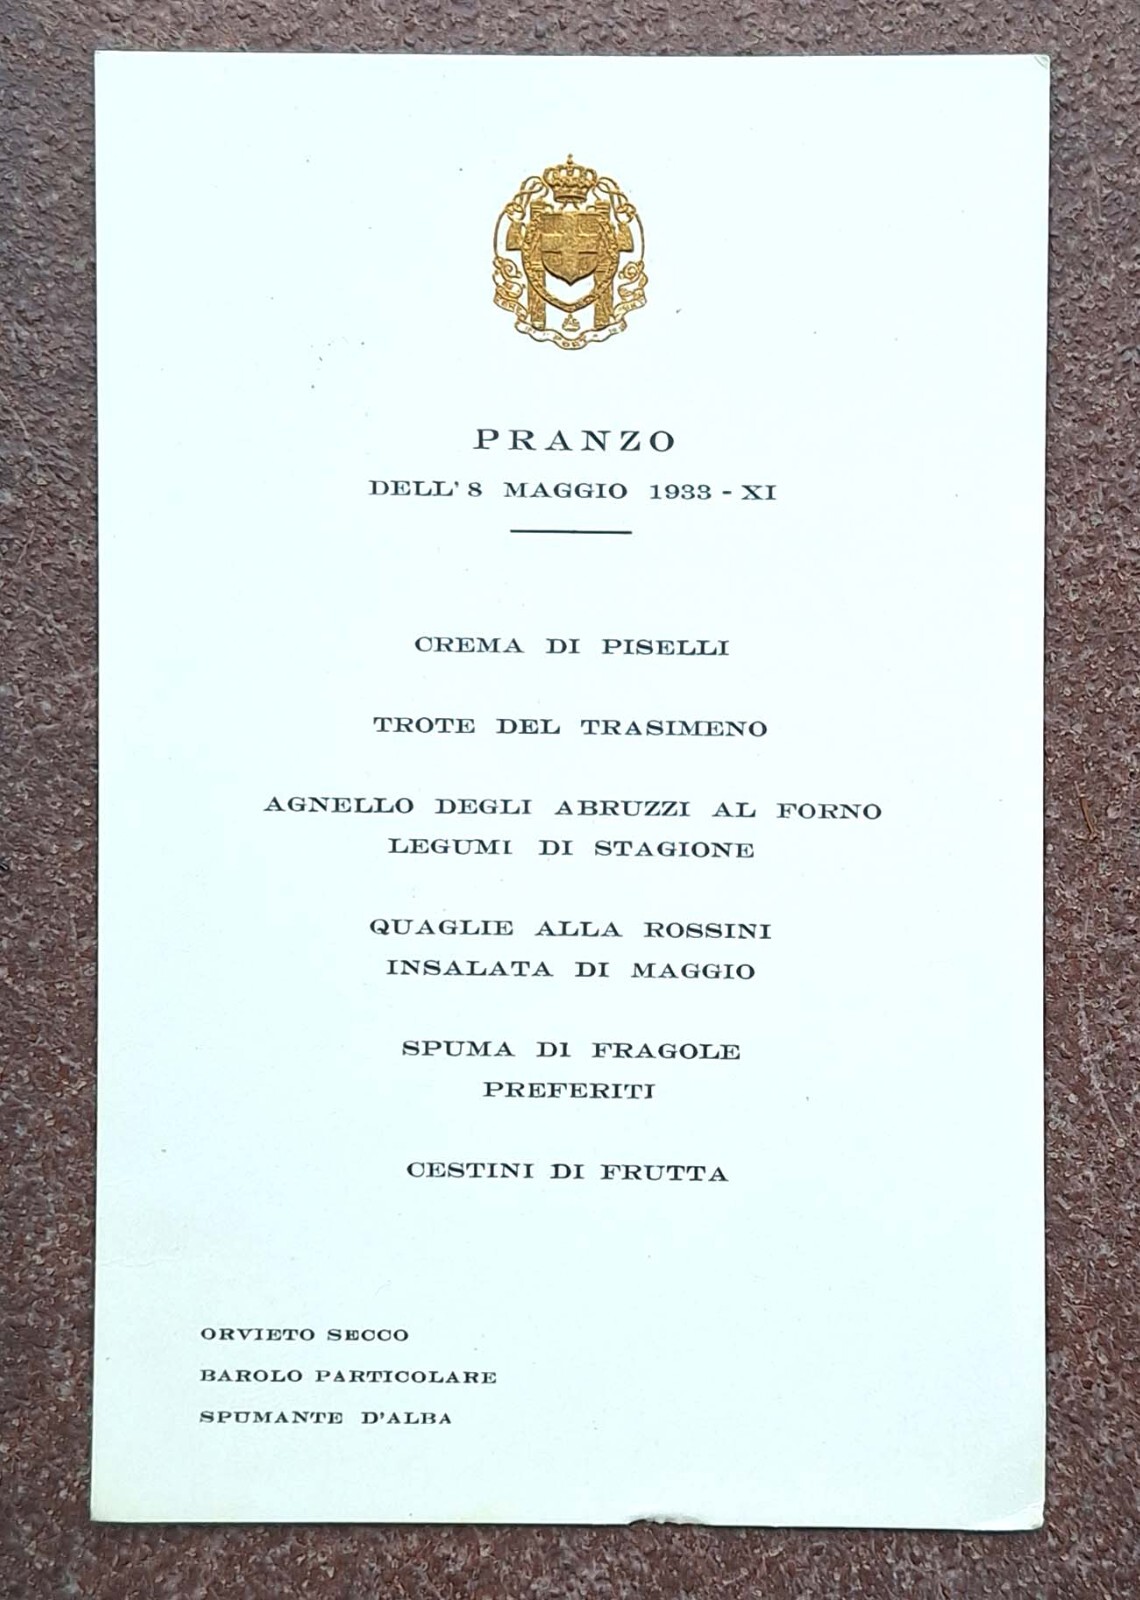 PRANZO
DELL' 8 MAGGIO 1933 - XI
CREMA DI PISELLI
TROTE DEL TRASIMENO
AGNELLO DEGLI ABRUZZI AL FORNO
LEGUMI DI STAGIONE
QUAGLIE ALLA ROSSINI
INSALATA DI MAGGIO
SPUMA DI FRAGOLE
PREFERITI
CESTINI DI FRUTTA
ORVIETO SECCO
BAROLO PARTICOLARE
SPUMANTE D'ALBA